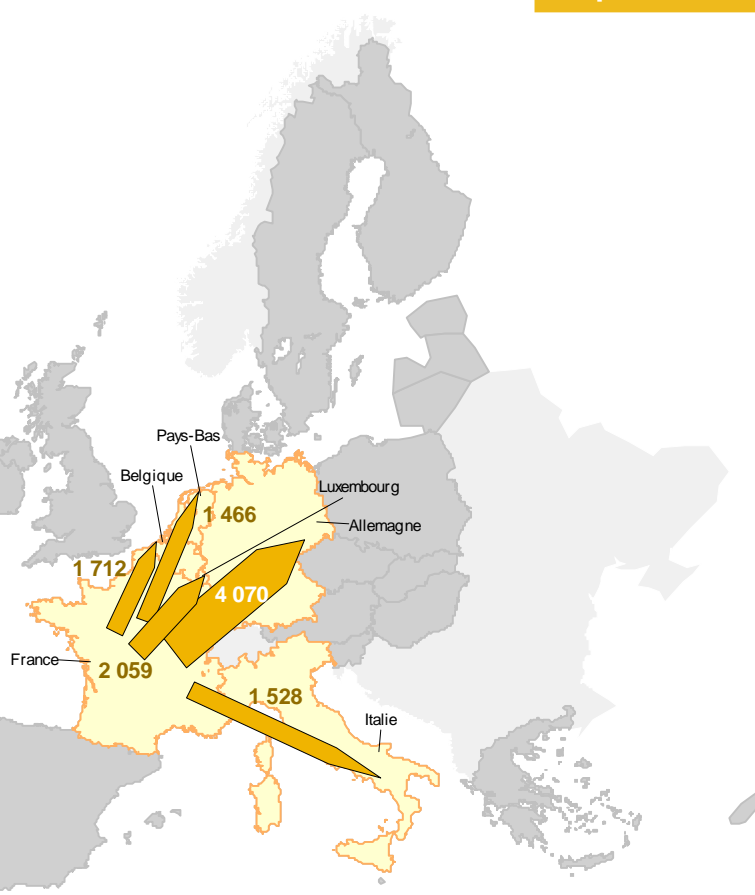 Pays-Bas
Belgique
Luxembourg
1 466
Allemagne
1 712
4 070
France
2 059
1 528
Italie